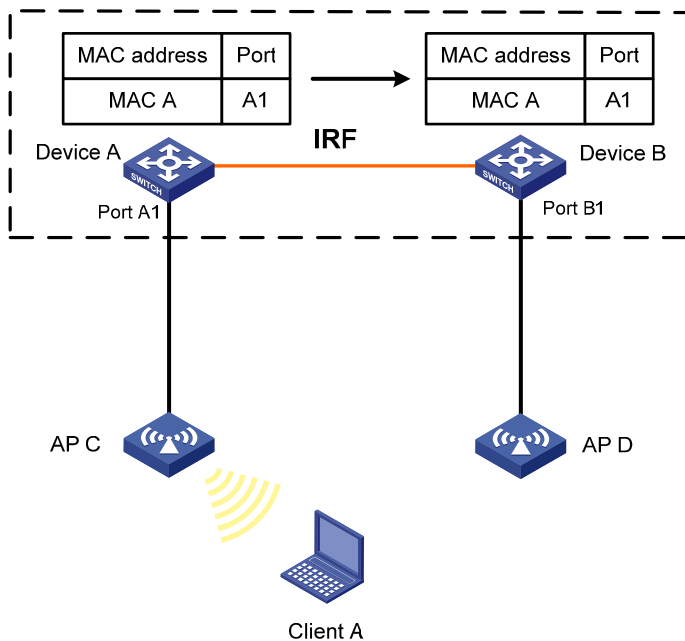 MAC address Port
MAC A A1
MAC address Port
MAC A A1
IRF
Device A
Device B
SWITCH
SWITCH
Port A1
Port B1
AP C
AP D
Client A